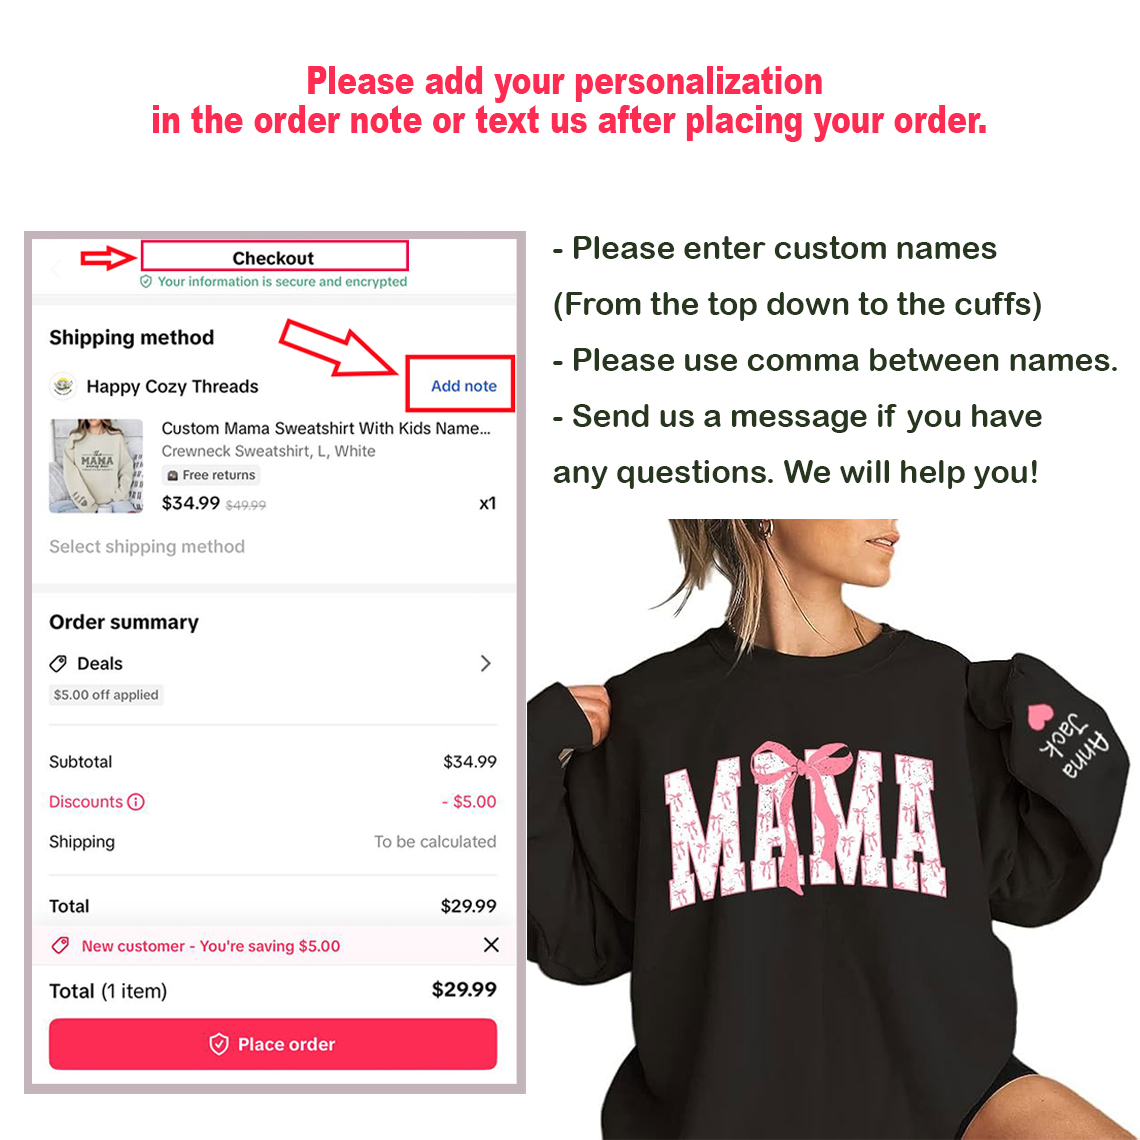 Please add your personalization
in the order note or text us after placing your order.
Checkout
Your information is secure and encrypted
Shipping method
Happy Cozy Threads
Add note
Custom Mama Sweatshirt With Kids Name...
Crewneck Sweatshirt, L, White
Free returns
$34.99 $49.99
x1
MAMA
Select shipping method
Order summary
Deals
$5.00 off applied
Subtotal
$34.99
Discounts
- $5.00
Shipping
To be calculated
Total
$29.99
New customer - You're saving $5.00
Total (1 item)
$29.99
Place order
- Please enter custom names
(From the top down to the cuffs)
- Please use comma between names.
- Send us a message if you have
any questions. We will help you!
MAMA
Jack
Anna